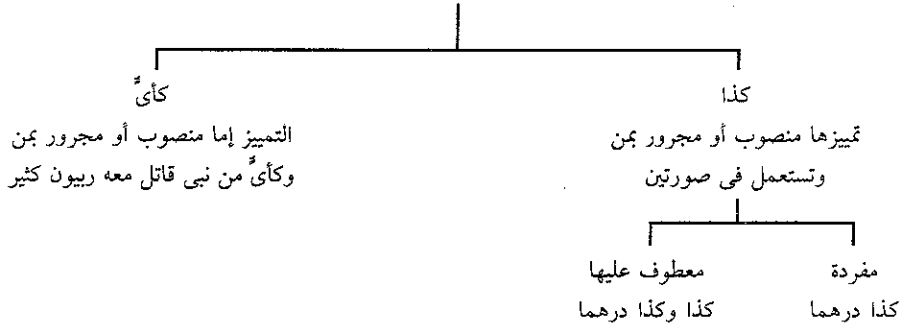 كذا
تمييزها منصوب أو مجرور بمن
وتستعمل فى صورتين
مفردة
كذا درهما
معطوف عليها
كذا وكذا درهما
كأىٍّ
التمييز إما منصوب أو مجرور بمن
وكأىٍّ من نبى قاتل معه ربيون كثير